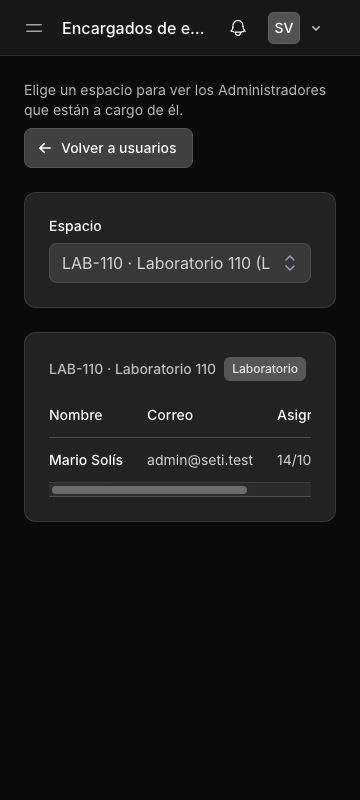 Encargados de e...
SV
Elige un espacio para ver los Administradores
que están a cargo de él.
Volver a usuarios
Espacio
LAB-110 · Laboratorio 110 (L
LAB-110 · Laboratorio 110 Laboratorio
Nombre Correo Asigr
Mario Solís admin@seti.test 14/10